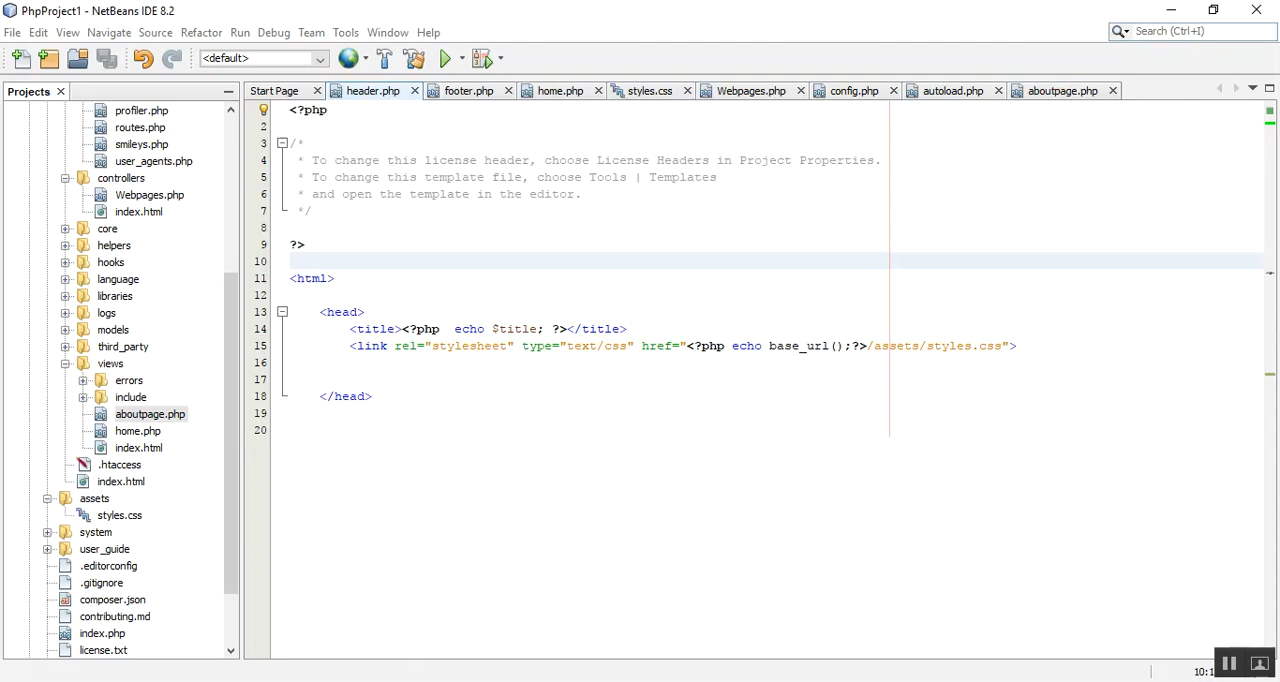 PhpProject1 - NetBeans IDE 8.2
File Edit View Navigate Source Refactor Run Debug Team Tools Window Help
Search (Ctrl+I)
<default>
Projects
Start Page header.php footer.php home.php styles.css Webpages.php config.php autoload.php aboutpage.php
profiler.php
routes.php
smileys.php
user_agents.php
controllers
Webpages.php
index.html
core
helpers
hooks
language
libraries
logs
models
third_party
views
errors
include
aboutpage.php
home.php
index.html
.htaccess
index.html
assets
styles.css
system
user_guide
.editorconfig
.gitignore
composer.json
contributing.md
index.php
license.txt
1 <?php
2
3 /*
4 * To change this license header, choose License Headers in Project Properties.
5 * To change this template file, choose Tools | Templates
6 * and open the template in the editor.
7 */
8
9 ?>
10
11 <html>
12
13 <head>
14 <title><?php  echo $title; ?></title>
15 <link rel="stylesheet" type="text/css" href="<?php echo base_url();?>/assets/styles.css">
16
17
18 </head>
19
20